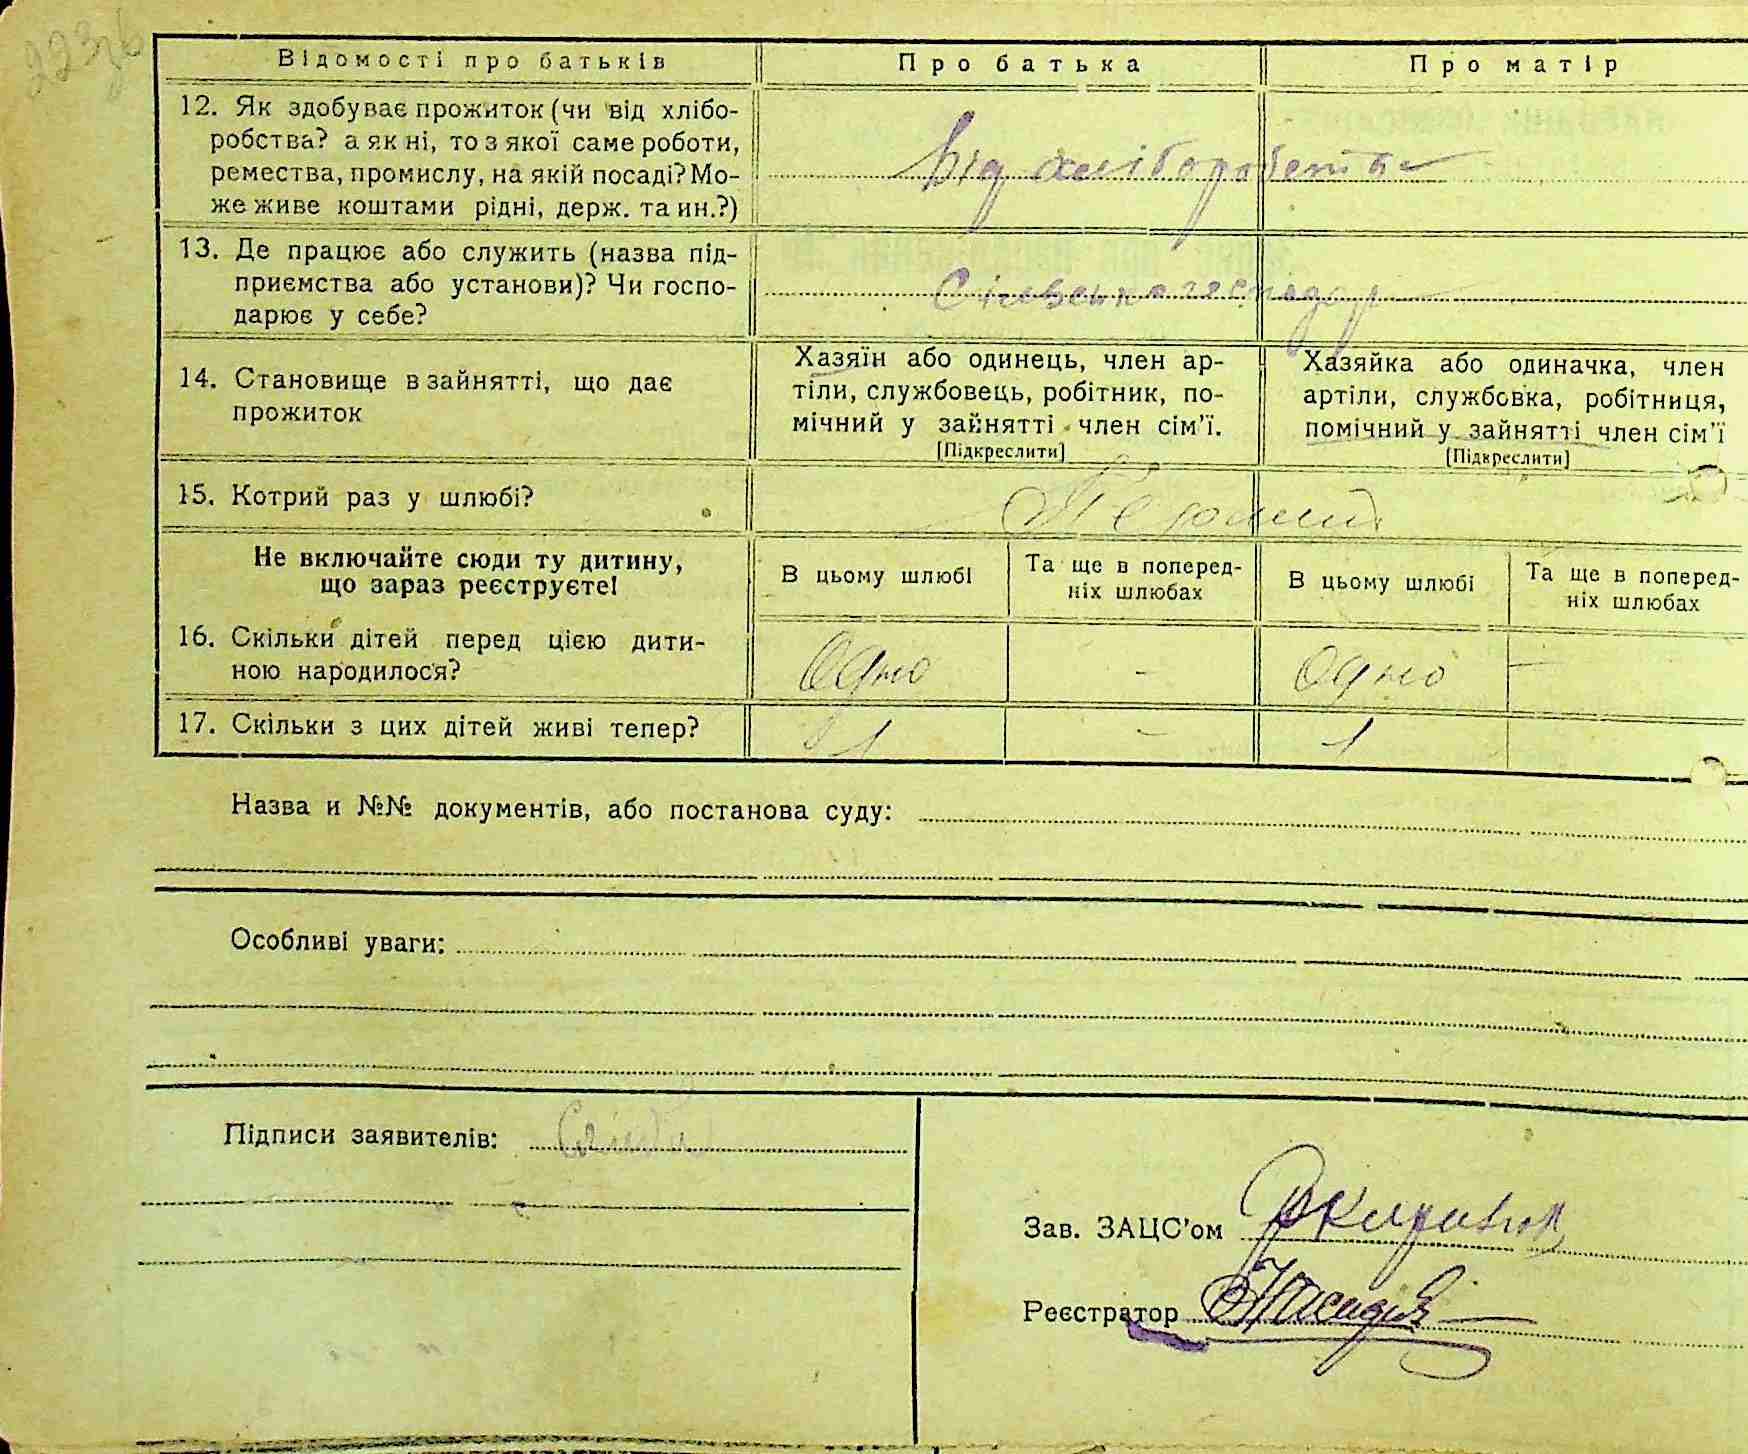 223зв
Відомості про батьків
Про батька
Про матір
12. Як здобуває прожиток (чи від хлібо-
робства? а як ні, то з якої саме роботи,
ремества, промислу, на якій посаді? Мо-
же живе коштами рідні, держ. та ин.?)
Від хліборобства
13. Де працює або служить (назва під-
приємства або установи)? Чи госпо-
дарює у себе?
14. Становище в зайнятті, що дає
прожиток
Хазяїн або одинець, член ар-
тіли, службовець, робітник, по-
мічний у зайнятті член сім'ї.
[Підкреслити]
Хазяйка або одиначка, член
артіли, службовка, робітниця,
помічний у зайнятті член сім'ї
[Підкреслити]
15. Котрий раз у шлюбі?
Не включайте сюди ту дитину,
що зараз реєструєте!
В цьому шлюбі
Та ще в поперед-
ніх шлюбах
В цьому шлюбі
Та ще в поперед-
ніх шлюбах
16. Скільки дітей перед цією дити-
ною народилося?
Одно
-
Одно
-
17. Скільки з цих дітей живі тепер?
1
-
1
Назва и №№ документів, або постанова суду:
Особливі уваги:
Підписи заявителів:
Зав. ЗАЦС'ом
Реєстратор